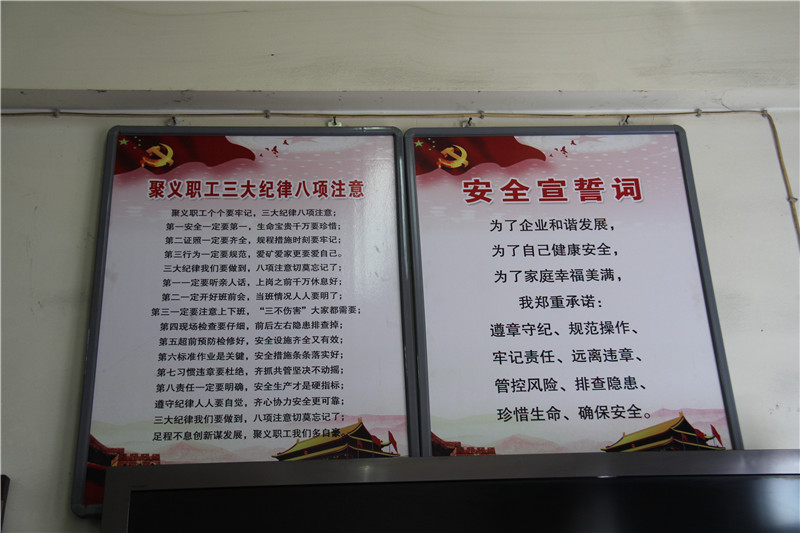 聚义职工三大纪律八项注意
聚义职工个个要牢记，三大纪律八项注意；
第一安全一定要第一，生命宝贵千万要珍惜；
第二证照一定要齐全，规程措施时刻要牢记；
第三行为一定要规范，爱矿爱家更要爱自己。
三大纪律我们要做到，八项注意切莫忘记了；
第一一定要听亲人话，上岗之前千万休息好；
第二一定开好班前会，当班情况人人要明了；
第三一定要注意上下班，“三不伤害”大家都需要；
第四现场检查要仔细，前后左右隐患排查掉；
第五超前预防检修好，安全设施齐全又有效；
第六标准作业是关键，安全措施条条落实好；
第七习惯违章要杜绝，齐抓共管坚决不动摇；
第八责任一定要明确，安全生产才是硬指标；
遵守纪律人人要自觉，齐心协力安全更可靠；
三大纪律我们要做到，八项注意切莫忘记了；
足程不息创新谋发展，聚义职工我们多自豪。
安全宣誓词
为了企业和谐发展，
为了自己健康安全，
为了家庭幸福美满，
我郑重承诺：
遵章守纪、规范操作、
牢记责任、远离违章、
管控风险、排查隐患、
珍惜生命、确保安全。